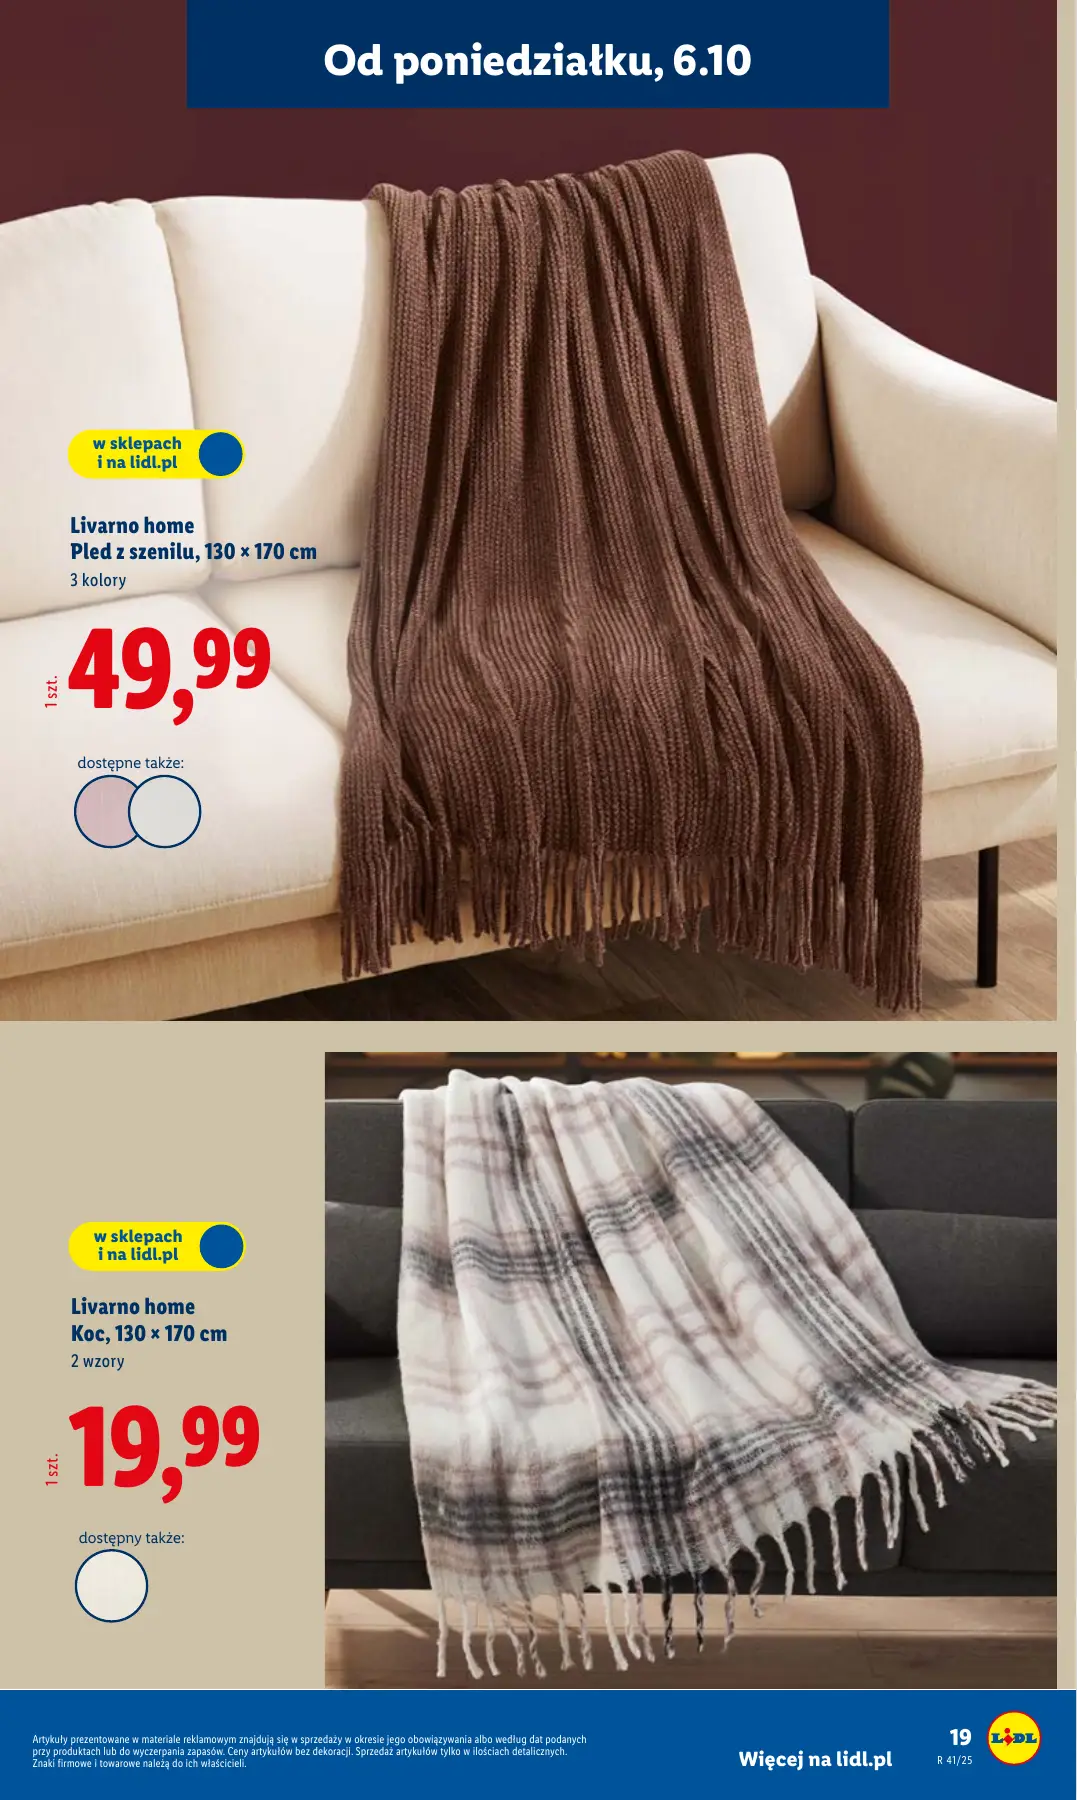 Od poniedziałku, 6.10
w sklepach
i na lidl.pl
Livarno home
Pled z szenilu, 130 × 170 cm
3 kolory
1 szt.
49,99
dostępne także:
w sklepach
i na lidl.pl
Livarno home
Koc, 130 × 170 cm
2 wzory
1 szt.
19,99
dostępny także:
Artykuły prezentowane w materiale reklamowym znajdują się w sprzedaży w okresie jego obowiązywania albo według dat podanych
przy produktach lub do wyczerpania zapasów. Ceny artykułów bez dekoracji. Sprzedaż artykułów tylko w ilościach detalicznych.
Znaki firmowe i towarowe należą do ich właścicieli.
Więcej na lidl.pl
19
R 41/25
LIDL